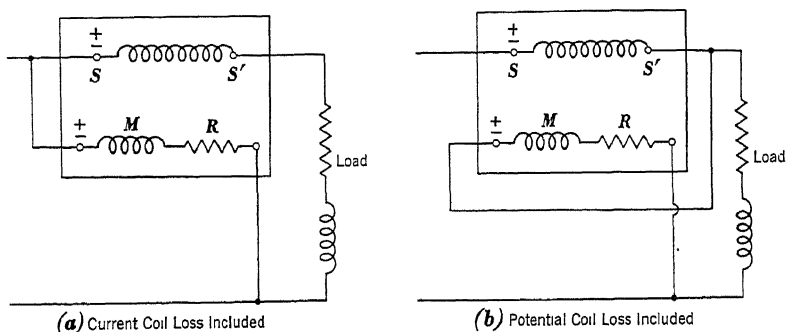 ±
S
S′
±
M
R
Load
(a) Current Coil Loss Included
±
S
S′
±
M
R
Load
(b) Potential Coil Loss Included